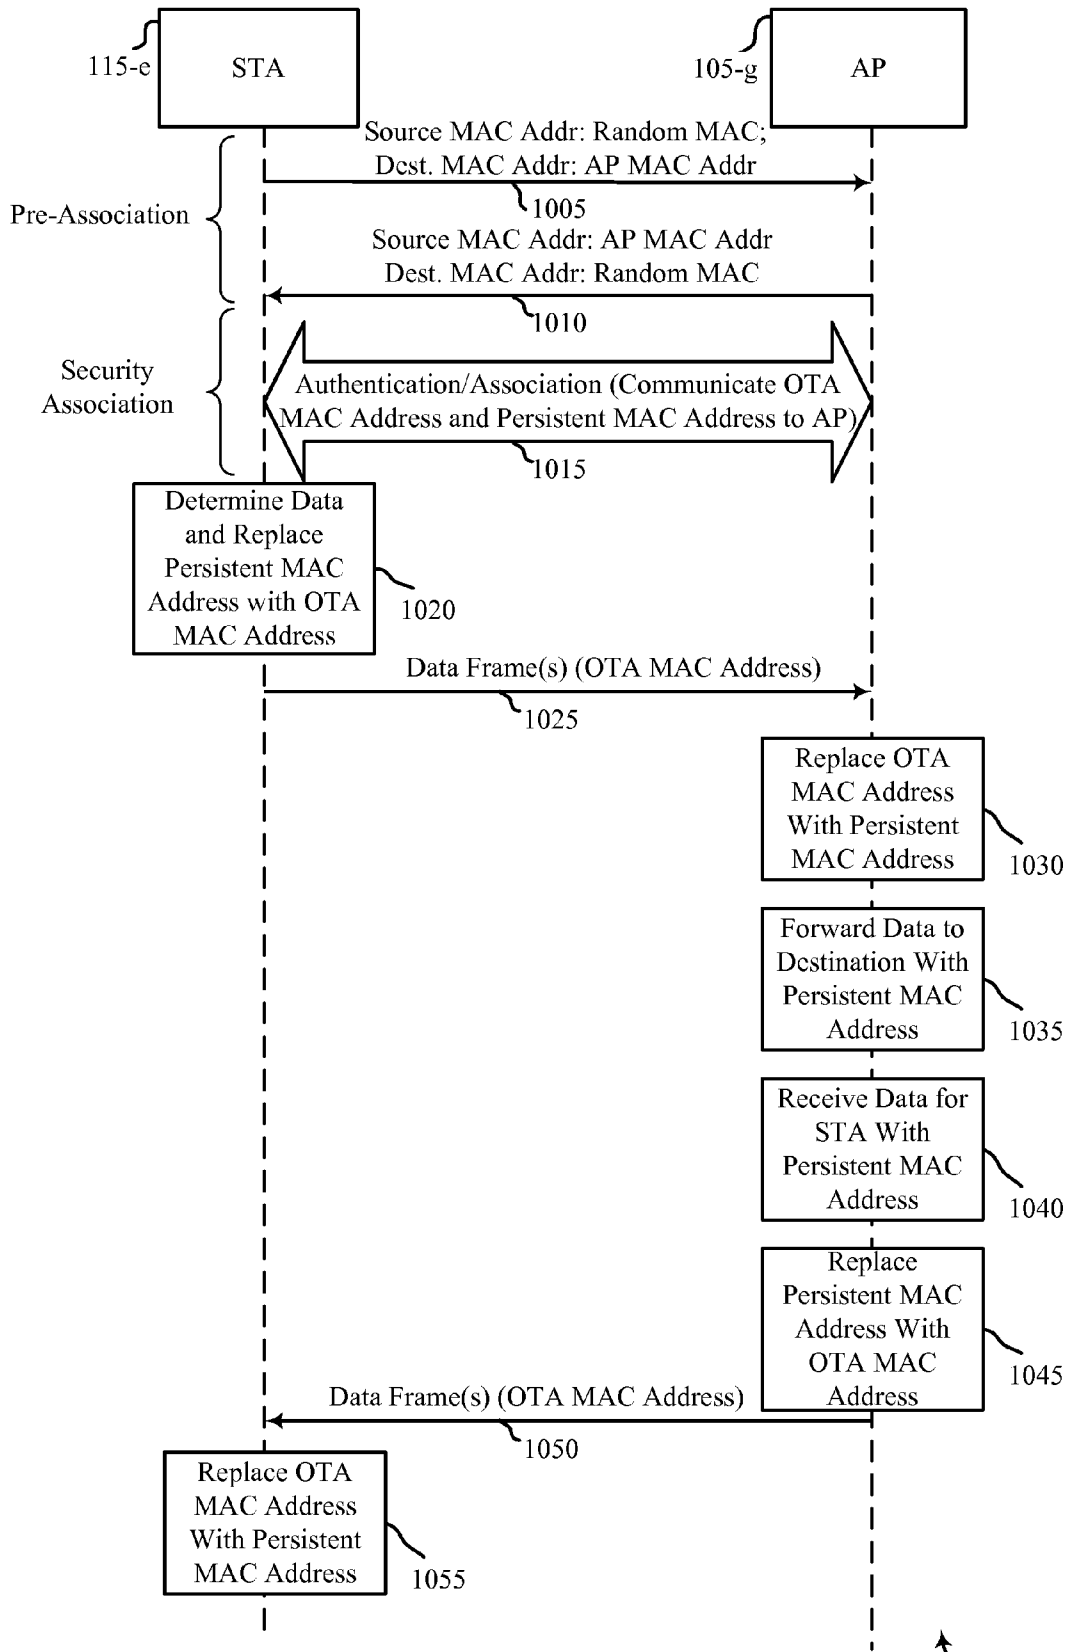 115-e
STA
105-g
AP
Source MAC Addr: Random MAC;
Dest. MAC Addr: AP MAC Addr
1005
Pre-Association
Source MAC Addr: AP MAC Addr
Dest. MAC Addr: Random MAC
1010
Security
Association
Authentication/Association (Communicate OTA
MAC Address and Persistent MAC Address to AP)
1015
Determine Data
and Replace
Persistent MAC
Address with OTA
MAC Address
1020
Data Frame(s) (OTA MAC Address)
1025
Replace OTA
MAC Address
With Persistent
MAC Address
1030
Forward Data to
Destination With
Persistent MAC
Address
1035
Receive Data for
STA With
Persistent MAC
Address
1040
Replace
Persistent MAC
Address With
OTA MAC
Address
1045
Data Frame(s) (OTA MAC Address)
1050
Replace OTA
MAC Address
With Persistent
MAC Address
1055